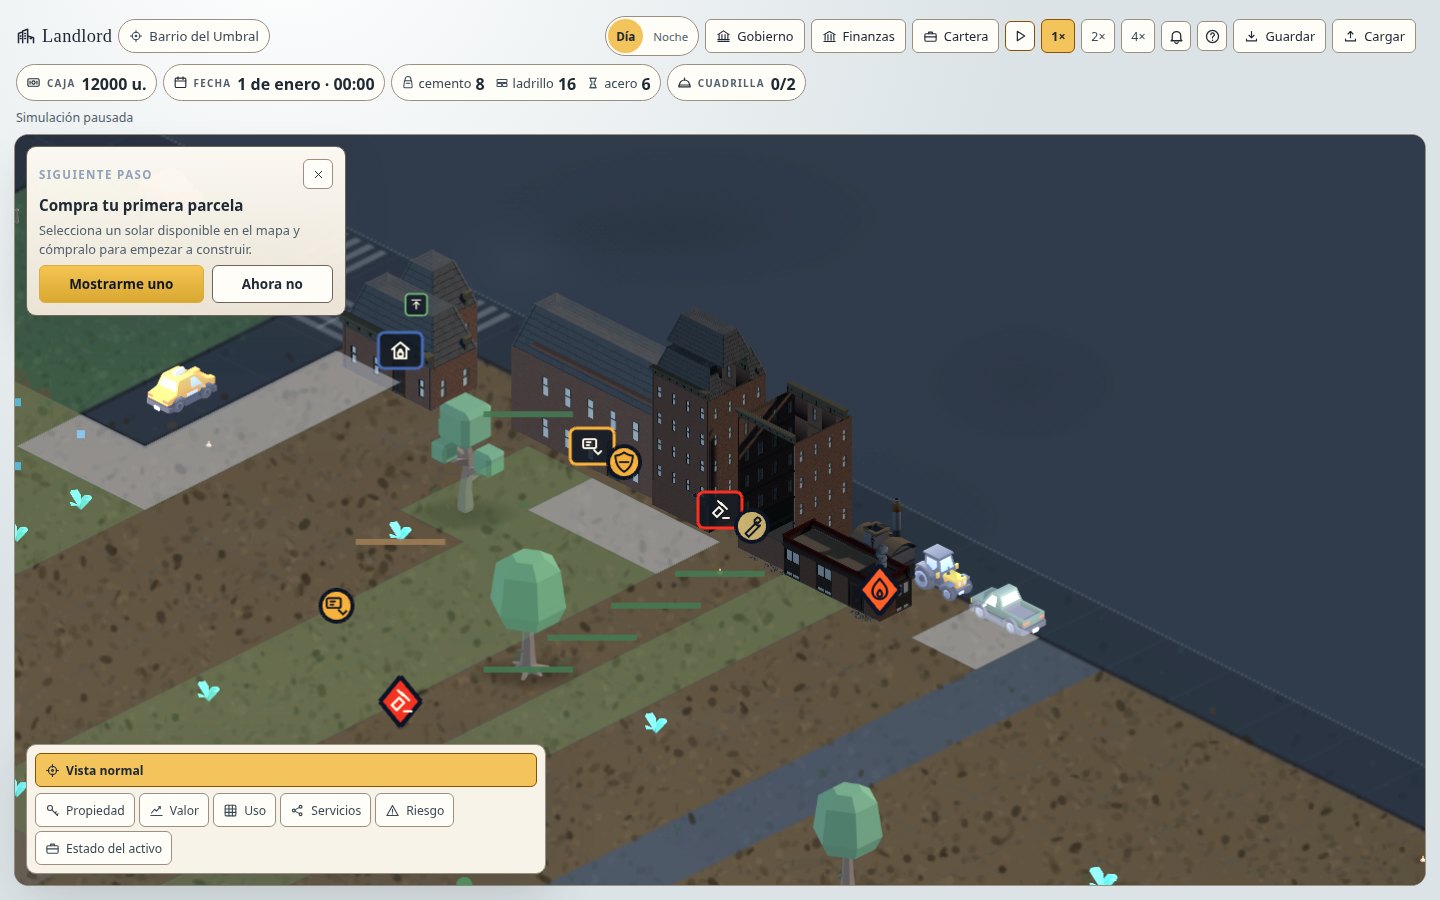 Landlord
Barrio del Umbral
Día
Noche
Gobierno
Finanzas
Cartera
1×
2×
4×
Guardar
Cargar
CAJA 12000 u.
FECHA 1 de enero · 00:00
cemento 8 ladrillo 16 acero 6
CUADRILLA 0/2
Simulación pausada
SIGUIENTE PASO
Compra tu primera parcela
Selecciona un solar disponible en el mapa y
cómpralo para empezar a construir.
Mostrarme uno
Ahora no
Vista normal
Propiedad
Valor
Uso
Servicios
Riesgo
Estado del activo